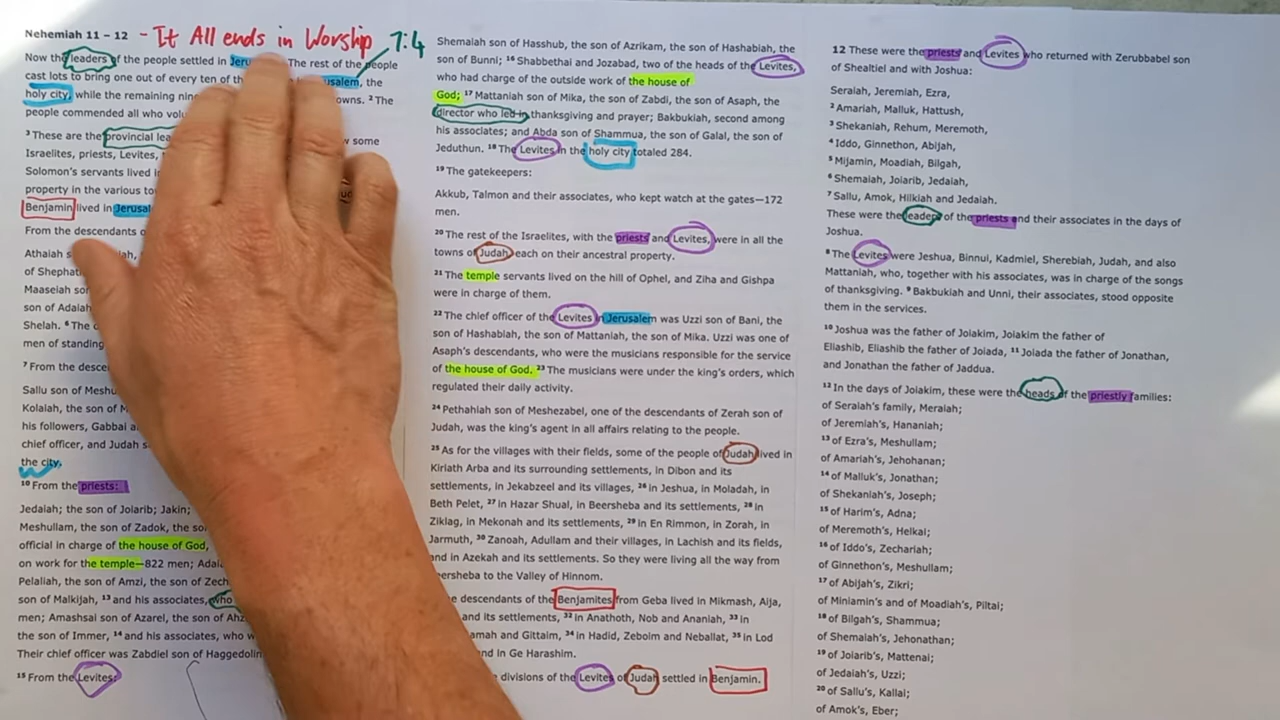 Nehemiah 11 – 12 - It All ends in Worship 7:4
Now the leaders of the people settled in Jeru The rest of the people
cast lots to bring one out of every ten of th usalem, the
holy city, while the remaining nin owns. 2 The
people commended all who volu
3 These are the provincial lea w some
Israelites, priests, Levites,
Solomon's servants lived i
property in the various to
Benjamin lived in Jerusal
From the descendants o
Athaiah s iah,
of Shephat
Maaseiah so
son of Adaiah
Shelah. 6 The d
men of standing
7 From the desce
Sallu son of Meshu
Kolaiah, the son of M
his followers, Gabbai a
chief officer, and Judah s
the city.
10 From the priests:
Jedaiah; the son of Joiarib; Jakin;
Meshullam, the son of Zadok, the so
official in charge of the house of God,
on work for the temple—822 men; Adai
Pelaliah, the son of Amzi, the son of Zech
son of Malkijah, 13 and his associates, who
men; Amashsai son of Azarel, the son of Ahz
the son of Immer, 14 and his associates, who w
Their chief officer was Zabdiel son of Haggedolin
15 From the Levites:
Shemaiah son of Hasshub, the son of Azrikam, the son of Hashabiah, the
son of Bunni; 16 Shabbethai and Jozabad, two of the heads of the Levites,
who had charge of the outside work of the house of
God; 17 Mattaniah son of Mika, the son of Zabdi, the son of Asaph, the
director who led in thanksgiving and prayer; Bakbukiah, second among
his associates; and Abda son of Shammua, the son of Galal, the son of
Jeduthun. 18 The Levites in the holy city totaled 284.
19 The gatekeepers:
Akkub, Talmon and their associates, who kept watch at the gates—172
men.
20 The rest of the Israelites, with the priests and Levites, were in all the
towns of Judah each on their ancestral property.
21 The temple servants lived on the hill of Ophel, and Ziha and Gishpa
were in charge of them.
22 The chief officer of the Levites in Jerusalem was Uzzi son of Bani, the
son of Hashabiah, the son of Mattaniah, the son of Mika. Uzzi was one of
Asaph's descendants, who were the musicians responsible for the service
of the house of God. 23 The musicians were under the king's orders, which
regulated their daily activity.
24 Pethahiah son of Meshezabel, one of the descendants of Zerah son of
Judah, was the king's agent in all affairs relating to the people.
25 As for the villages with their fields, some of the people of Judah lived in
Kiriath Arba and its surrounding settlements, in Dibon and its
settlements, in Jekabzeel and its villages, 26 in Jeshua, in Moladah, in
Beth Pelet, 27 in Hazar Shual, in Beersheba and its settlements, 28 in
Ziklag, in Mekonah and its settlements, 29 in En Rimmon, in Zorah, in
Jarmuth, 30 Zanoah, Adullam and their villages, in Lachish and its fields,
and in Azekah and its settlements. So they were living all the way from
eersheba to the Valley of Hinnom.
e descendants of the Benjamites from Geba lived in Mikmash, Aija,
and its settlements, 32 in Anathoth, Nob and Ananiah, 33 in
amah and Gittaim, 34 in Hadid, Zeboim and Neballat, 35 in Lod
nd in Ge Harashim.
divisions of the Levites of Judah settled in Benjamin.
12 These were the priests and Levites who returned with Zerubbabel son
of Shealtiel and with Joshua:
Seraiah, Jeremiah, Ezra,
2 Amariah, Malluk, Hattush,
3 Shekaniah, Rehum, Meremoth,
4 Iddo, Ginnethon, Abijah,
5 Mijamin, Moadiah, Bilgah,
6 Shemaiah, Joiarib, Jedaiah,
7 Sallu, Amok, Hilkiah and Jedaiah.
These were the leaders of the priests and their associates in the days of
Joshua.
8 The Levites were Jeshua, Binnui, Kadmiel, Sherebiah, Judah, and also
Mattaniah, who, together with his associates, was in charge of the songs
of thanksgiving. 9 Bakbukiah and Unni, their associates, stood opposite
them in the services.
10 Joshua was the father of Joiakim, Joiakim the father of
Eliashib, Eliashib the father of Joiada, 11 Joiada the father of Jonathan,
and Jonathan the father of Jaddua.
12 In the days of Joiakim, these were the heads of the priestly families:
of Seraiah's family, Meraiah;
of Jeremiah's, Hananiah;
13 of Ezra's, Meshullam;
of Amariah's, Jehohanan;
14 of Malluk's, Jonathan;
of Shekaniah's, Joseph;
15 of Harim's, Adna;
of Meremoth's, Helkai;
16 of Iddo's, Zechariah;
of Ginnethon's, Meshullam;
17 of Abijah's, Zikri;
of Miniamin's and of Moadiah's, Piltai;
18 of Bilgah's, Shammua;
of Shemaiah's, Jehonathan;
19 of Joiarib's, Mattenai;
of Jedaiah's, Uzzi;
20 of Sallu's, Kallai;
of Amok's, Eber;